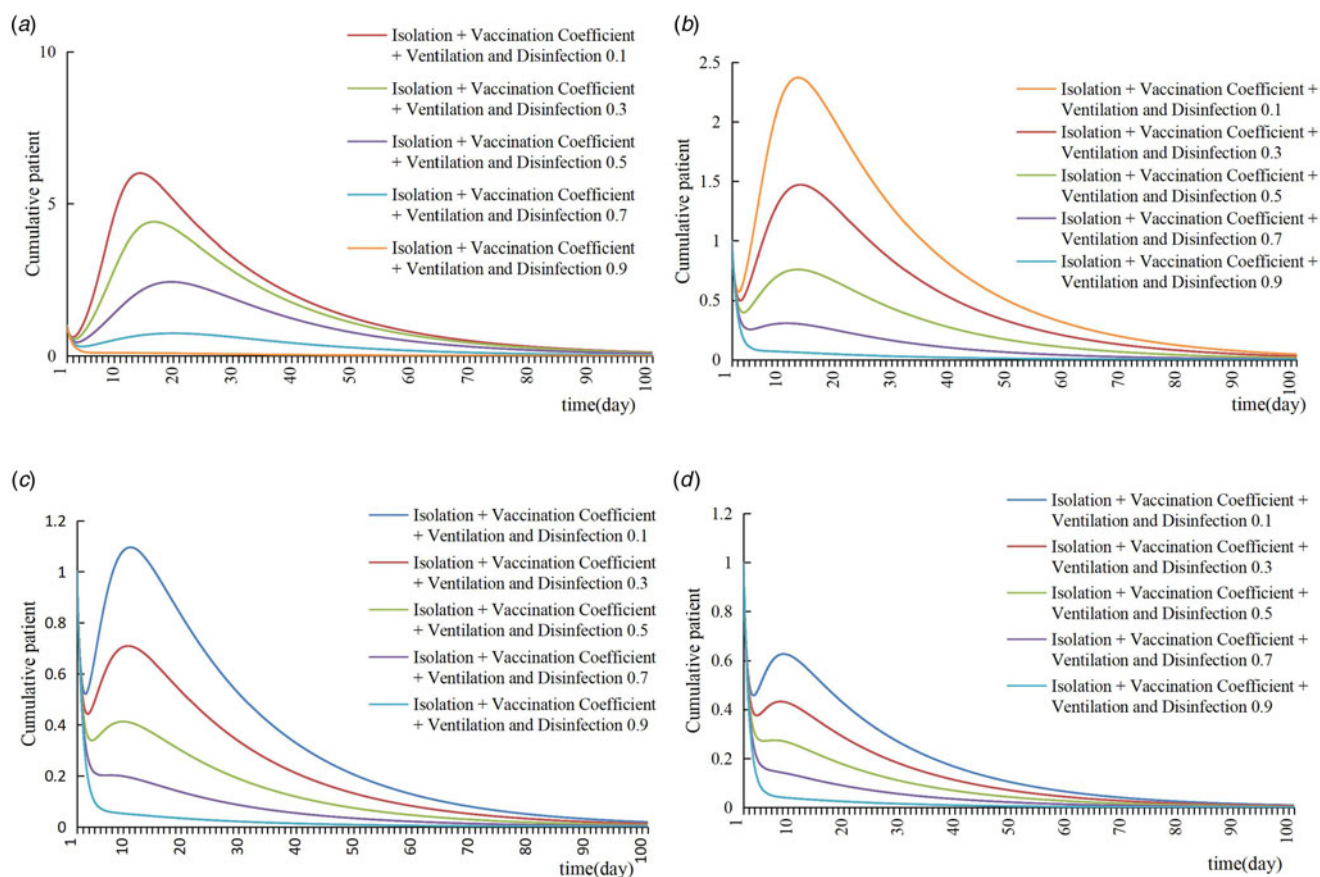 (a)
10
5
0
Cumulative patient
1
10
20
30
40
50
60
70
80
90
100
time(day)
Isolation + Vaccination Coefficient
+ Ventilation and Disinfection 0.1
Isolation + Vaccination Coefficient
+ Ventilation and Disinfection 0.3
Isolation + Vaccination Coefficient
+ Ventilation and Disinfection 0.5
Isolation + Vaccination Coefficient
+ Ventilation and Disinfection 0.7
Isolation + Vaccination Coefficient
+ Ventilation and Disinfection 0.9
(b)
2.5
2
1.5
1
0.5
0
Cumulative patient
1
10
20
30
40
50
60
70
80
90
100
time(day)
Isolation + Vaccination Coefficient +
Ventilation and Disinfection 0.1
Isolation + Vaccination Coefficient +
Ventilation and Disinfection 0.3
Isolation + Vaccination Coefficient +
Ventilation and Disinfection 0.5
Isolation + Vaccination Coefficient +
Ventilation and Disinfection 0.7
Isolation + Vaccination Coefficient +
Ventilation and Disinfection 0.9
(c)
1.2
1
0.8
0.6
0.4
0.2
0
Cumulative patient
1
10
20
30
40
50
60
70
80
90
100
time(day)
Isolation + Vaccination Coefficient
+ Ventilation and Disinfection 0.1
Isolation + Vaccination Coefficient
+ Ventilation and Disinfection 0.3
Isolation + Vaccination Coefficient
+ Ventilation and Disinfection 0.5
Isolation + Vaccination Coefficient
+ Ventilation and Disinfection 0.7
Isolation + Vaccination Coefficient
+ Ventilation and Disinfection 0.9
(d)
1.2
1
0.8
0.6
0.4
0.2
0
Cumulative patient
1
10
20
30
40
50
60
70
80
90
100
time(day)
Isolation + Vaccination Coefficient +
Ventilation and Disinfection 0.1
Isolation + Vaccination Coefficient +
Ventilation and Disinfection 0.3
Isolation + Vaccination Coefficient +
Ventilation and Disinfection 0.5
Isolation + Vaccination Coefficient +
Ventilation and Disinfection 0.7
Isolation + Vaccination Coefficient +
Ventilation and Disinfection 0.9